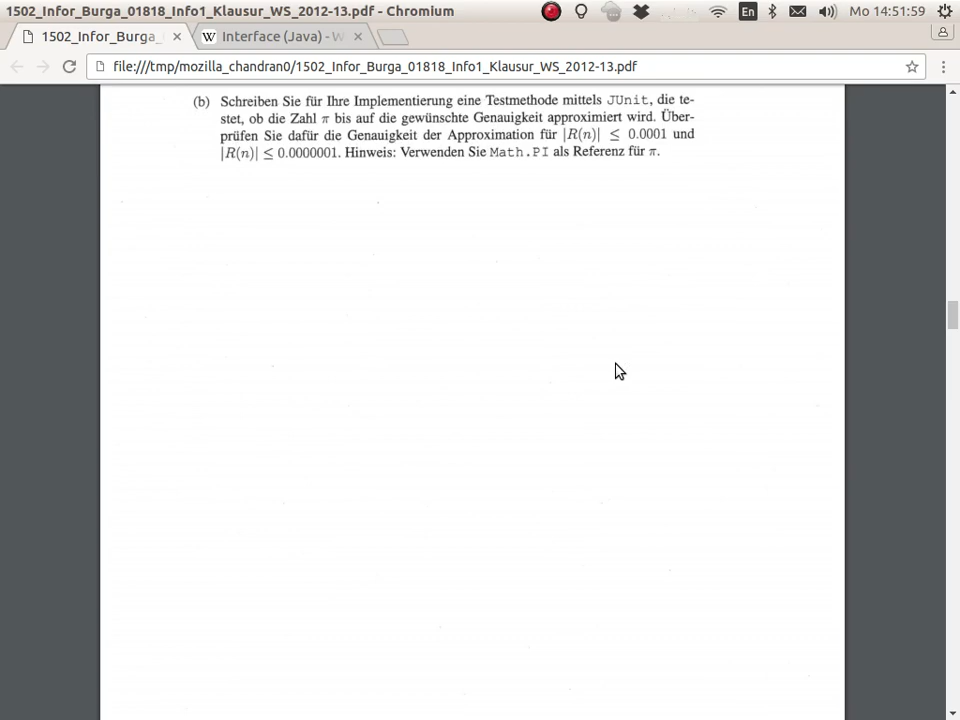 1502_Infor_Burga_01818_Info1_Klausur_WS_2012-13.pdf - Chromium
En
Mo 14:51:59
1502_Infor_Burga_
Interface (Java) - W
file:///tmp/mozilla_chandran0/1502_Infor_Burga_01818_Info1_Klausur_WS_2012-13.pdf
(b) Schreiben Sie für Ihre Implementierung eine Testmethode mittels JUnit, die te-
stet, ob die Zahl π bis auf die gewünschte Genauigkeit approximiert wird. Über-
prüfen Sie dafür die Genauigkeit der Approximation für |R(n)| ≤ 0.0001 und
|R(n)| ≤ 0.0000001. Hinweis: Verwenden Sie Math.PI als Referenz für π.